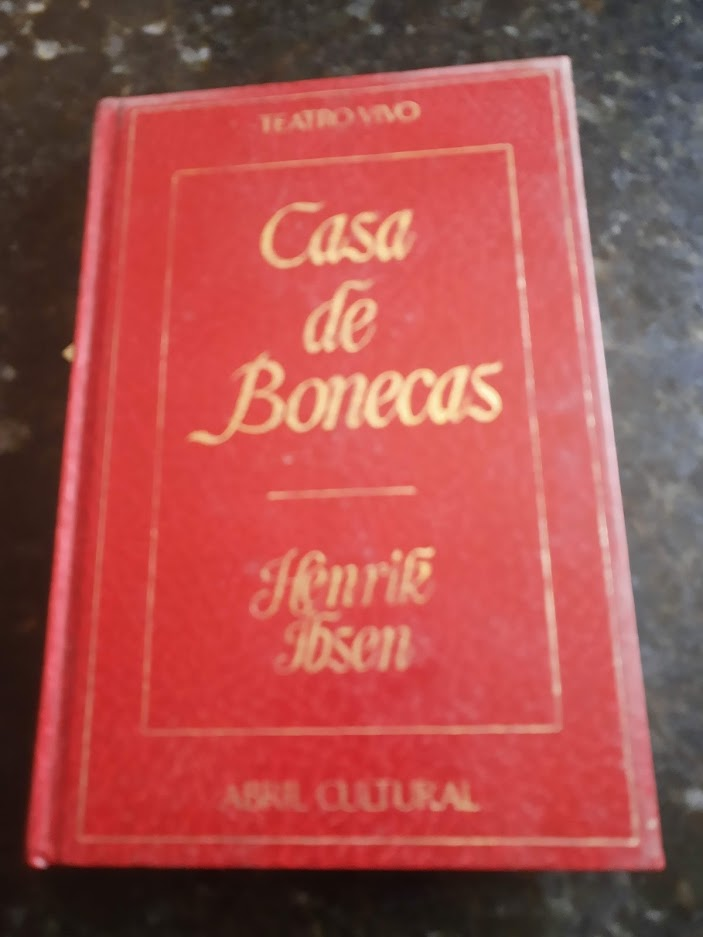 TEATRO VIVO
Casa
de
Bonecas
Henrik
Ibsen
ABRIL CULTURAL